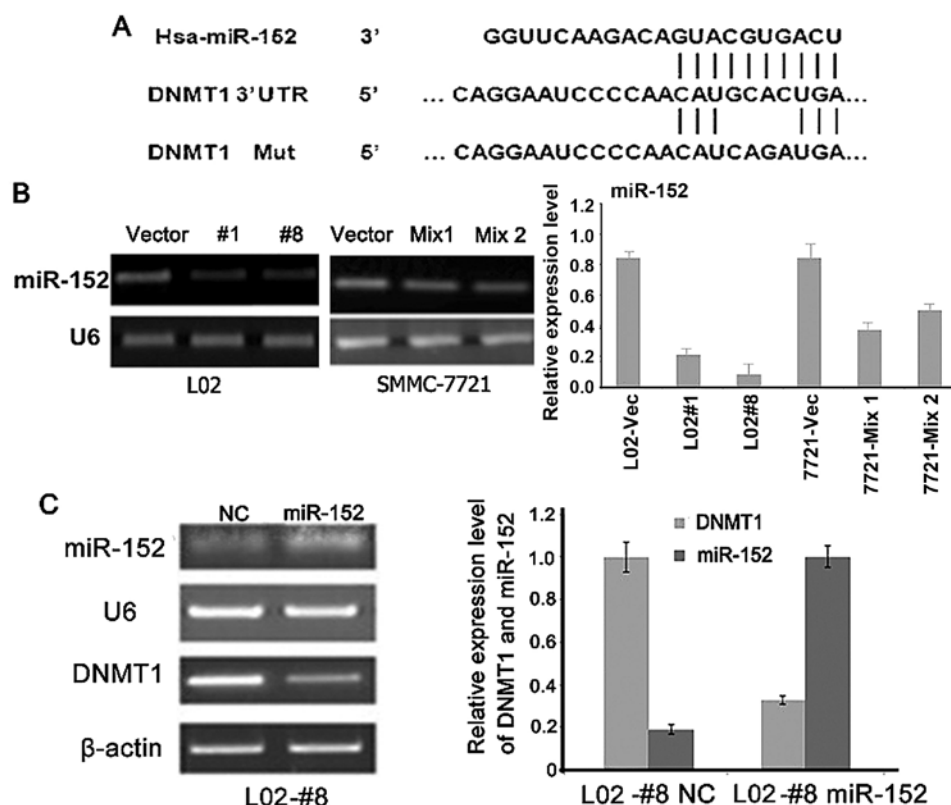 A
Hsa-miR-152 3' GGUUCAAGACAGUACGUGACU
DNMT1 3'UTR 5' ... CAGGAAUCCCCAACAUGCACUGA...
DNMT1 Mut 5' ... CAGGAAUCCCCAACAUCAGAUGA...
B
Vector #1 #8
miR-152
U6
L02
Vector Mix1 Mix 2
SMMC-7721
miR-152
Relative expression level
1.2
1.0
0.8
0.6
0.4
0.2
0.0
L02-Vec
L02#1
L02#8
7721-Vec
7721-Mix 1
7721-Mix 2
C
NC miR-152
miR-152
U6
DNMT1
β-actin
L02-#8
Relative expression level
of DNMT1 and miR-152
1.2
1.0
0.8
0.6
0.4
0.2
0
DNMT1
miR-152
L02 -#8 NC
L02 -#8 miR-152